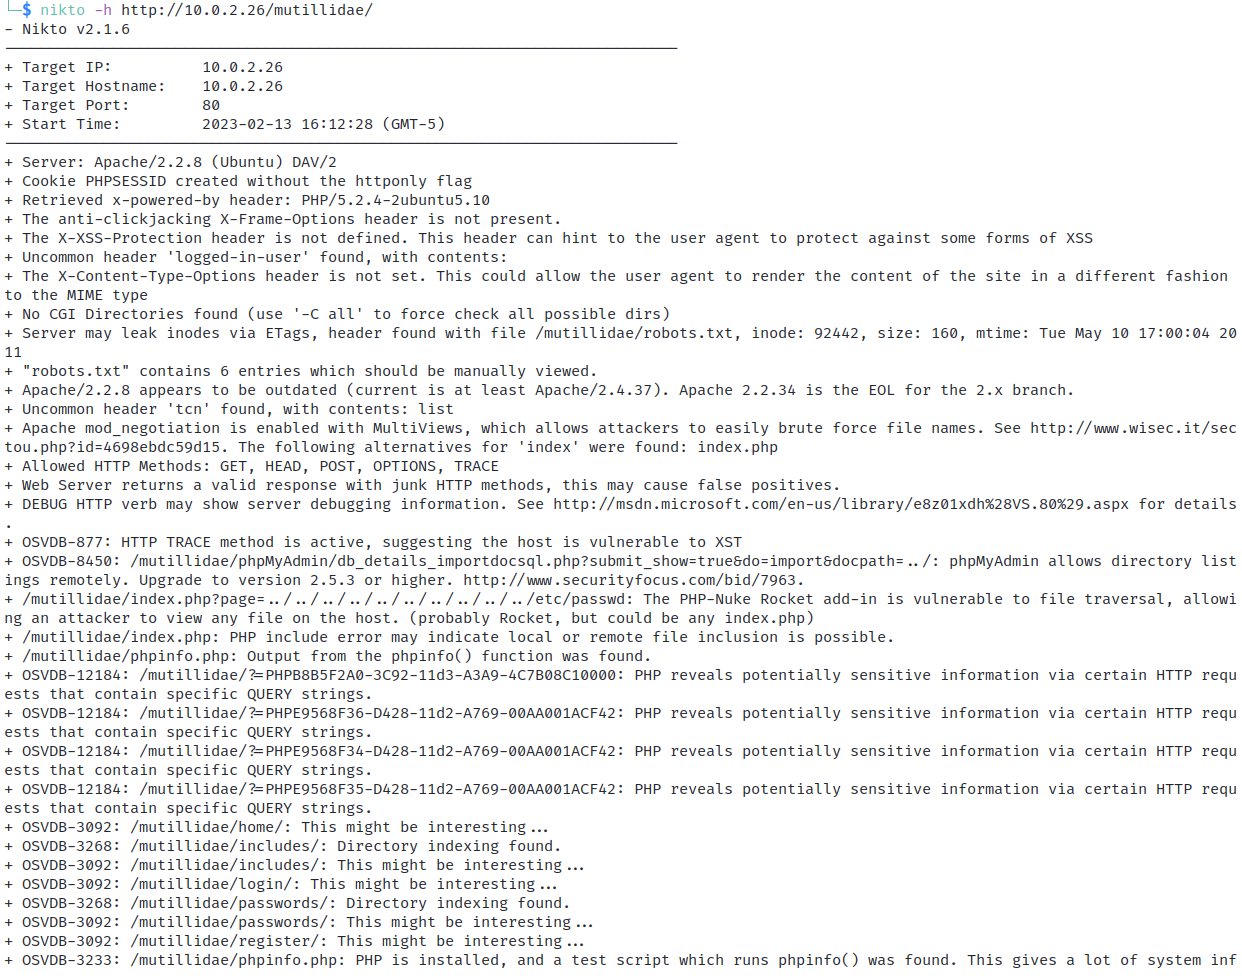 └─$ nikto -h http://10.0.2.26/mutillidae/
- Nikto v2.1.6
---------------------------------------------------------------------------
+ Target IP:          10.0.2.26
+ Target Hostname:    10.0.2.26
+ Target Port:        80
+ Start Time:         2023-02-13 16:12:28 (GMT-5)
---------------------------------------------------------------------------
+ Server: Apache/2.2.8 (Ubuntu) DAV/2
+ Cookie PHPSESSID created without the httponly flag
+ Retrieved x-powered-by header: PHP/5.2.4-2ubuntu5.10
+ The anti-clickjacking X-Frame-Options header is not present.
+ The X-XSS-Protection header is not defined. This header can hint to the user agent to protect against some forms of XSS
+ Uncommon header 'logged-in-user' found, with contents:
+ The X-Content-Type-Options header is not set. This could allow the user agent to render the content of the site in a different fashion
to the MIME type
+ No CGI Directories found (use '-C all' to force check all possible dirs)
+ Server may leak inodes via ETags, header found with file /mutillidae/robots.txt, inode: 92442, size: 160, mtime: Tue May 10 17:00:04 20
11
+ "robots.txt" contains 6 entries which should be manually viewed.
+ Apache/2.2.8 appears to be outdated (current is at least Apache/2.4.37). Apache 2.2.34 is the EOL for the 2.x branch.
+ Uncommon header 'tcn' found, with contents: list
+ Apache mod_negotiation is enabled with MultiViews, which allows attackers to easily brute force file names. See http://www.wisec.it/sec
tou.php?id=4698ebdc59d15. The following alternatives for 'index' were found: index.php
+ Allowed HTTP Methods: GET, HEAD, POST, OPTIONS, TRACE
+ Web Server returns a valid response with junk HTTP methods, this may cause false positives.
+ DEBUG HTTP verb may show server debugging information. See http://msdn.microsoft.com/en-us/library/e8z01xdh%28VS.80%29.aspx for details
.
+ OSVDB-877: HTTP TRACE method is active, suggesting the host is vulnerable to XST
+ OSVDB-8450: /mutillidae/phpMyAdmin/db_details_importdocsql.php?submit_show=true&do=import&docpath=../: phpMyAdmin allows directory list
ings remotely. Upgrade to version 2.5.3 or higher. http://www.securityfocus.com/bid/7963.
+ /mutillidae/index.php?page=../../../../../../../../../../etc/passwd: The PHP-Nuke Rocket add-in is vulnerable to file traversal, allowi
ng an attacker to view any file on the host. (probably Rocket, but could be any index.php)
+ /mutillidae/index.php: PHP include error may indicate local or remote file inclusion is possible.
+ /mutillidae/phpinfo.php: Output from the phpinfo() function was found.
+ OSVDB-12184: /mutillidae/?=PHPB8B5F2A0-3C92-11d3-A3A9-4C7B08C10000: PHP reveals potentially sensitive information via certain HTTP requ
ests that contain specific QUERY strings.
+ OSVDB-12184: /mutillidae/?=PHPE9568F36-D428-11d2-A769-00AA001ACF42: PHP reveals potentially sensitive information via certain HTTP requ
ests that contain specific QUERY strings.
+ OSVDB-12184: /mutillidae/?=PHPE9568F34-D428-11d2-A769-00AA001ACF42: PHP reveals potentially sensitive information via certain HTTP requ
ests that contain specific QUERY strings.
+ OSVDB-12184: /mutillidae/?=PHPE9568F35-D428-11d2-A769-00AA001ACF42: PHP reveals potentially sensitive information via certain HTTP requ
ests that contain specific QUERY strings.
+ OSVDB-3092: /mutillidae/home/: This might be interesting...
+ OSVDB-3268: /mutillidae/includes/: Directory indexing found.
+ OSVDB-3092: /mutillidae/includes/: This might be interesting...
+ OSVDB-3092: /mutillidae/login/: This might be interesting...
+ OSVDB-3268: /mutillidae/passwords/: Directory indexing found.
+ OSVDB-3092: /mutillidae/passwords/: This might be interesting...
+ OSVDB-3092: /mutillidae/register/: This might be interesting...
+ OSVDB-3233: /mutillidae/phpinfo.php: PHP is installed, and a test script which runs phpinfo() was found. This gives a lot of system inf